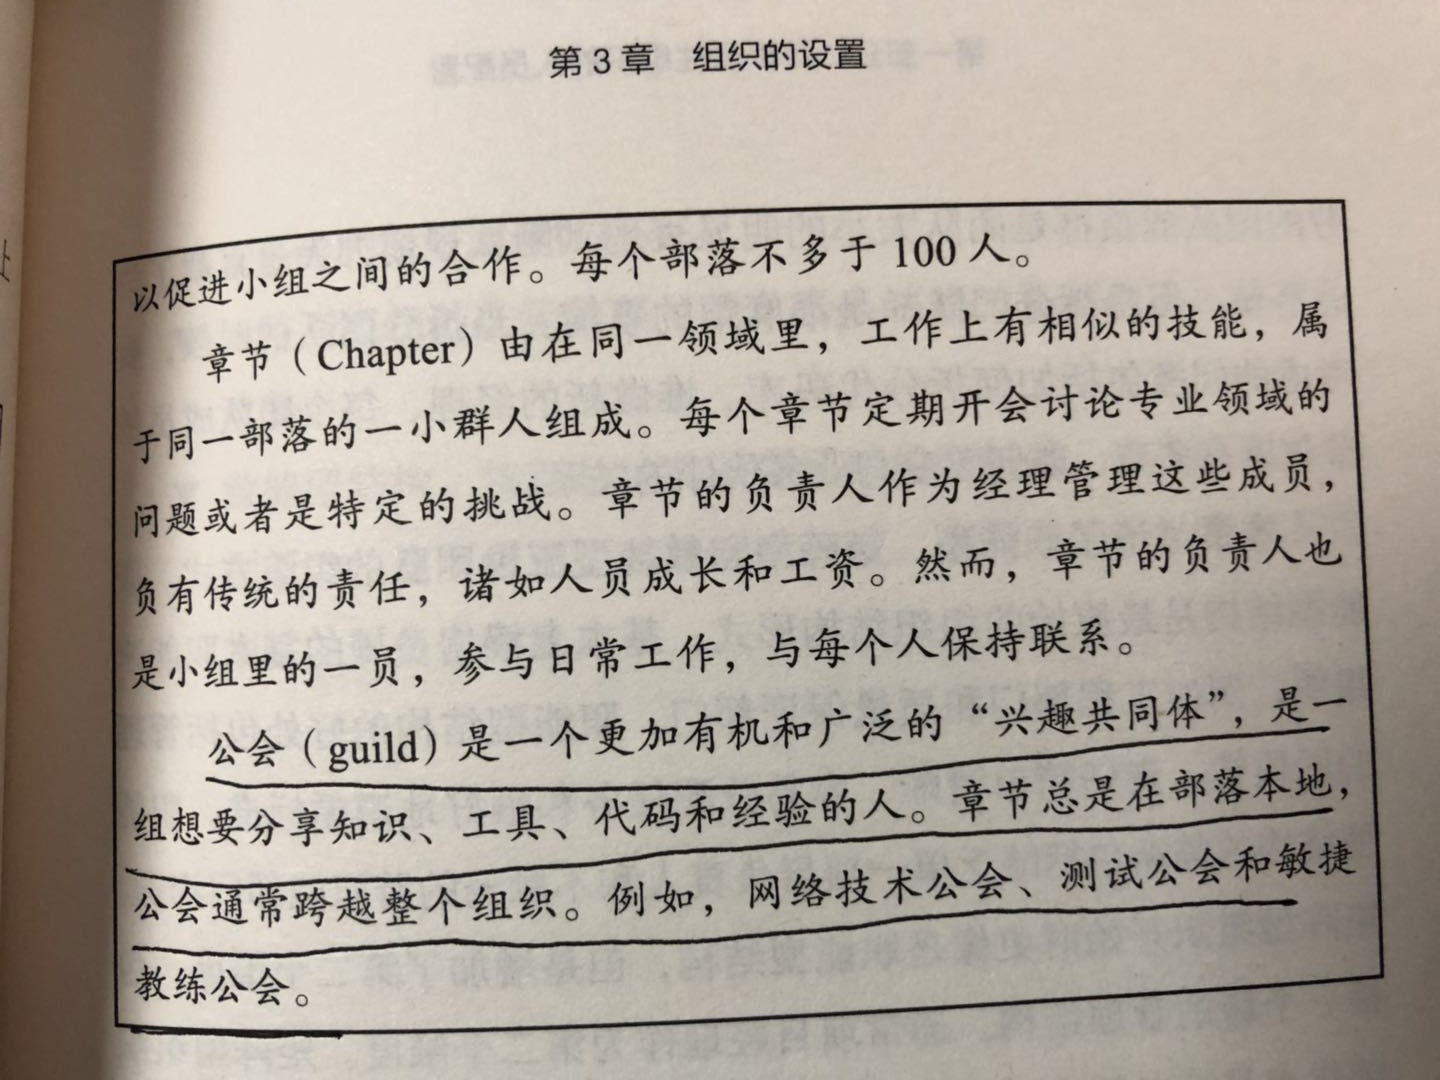 第 3 章　组织的设置
以促进小组之间的合作。每个部落不多于 100 人。
章节（Chapter）由在同一领域里，工作上有相似的技能，属
于同一部落的一小群人组成。每个章节定期开会讨论专业领域的
问题或者是特定的挑战。章节的负责人作为经理管理这些成员，
负有传统的责任，诸如人员成长和工资。然而，章节的负责人也
是小组里的一员，参与日常工作，与每个人保持联系。
公会（guild）是一个更加有机和广泛的“兴趣共同体”，是一
组想要分享知识、工具、代码和经验的人。章节总是在部落本地，
公会通常跨越整个组织。例如，网络技术公会、测试公会和敏捷
教练公会。